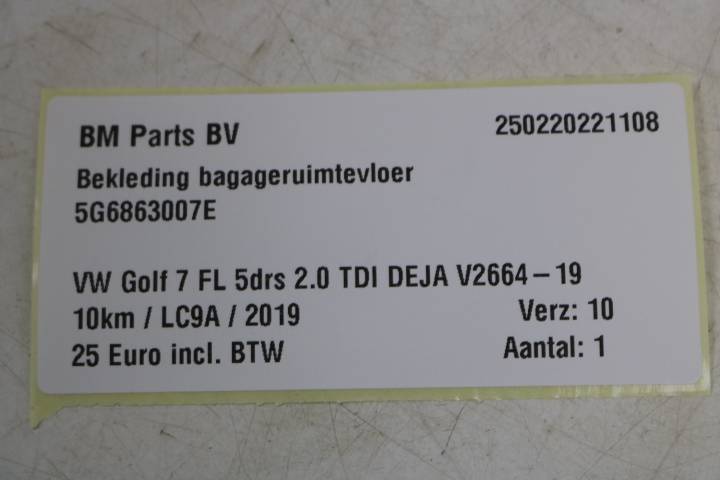 BM Parts BV 250220221108
Bekleding bagageruimtevloer
5G6863007E
VW Golf 7 FL 5drs 2.0 TDI DEJA V2664-19
10km / LC9A / 2019 Verz: 10
25 Euro incl. BTW Aantal: 1